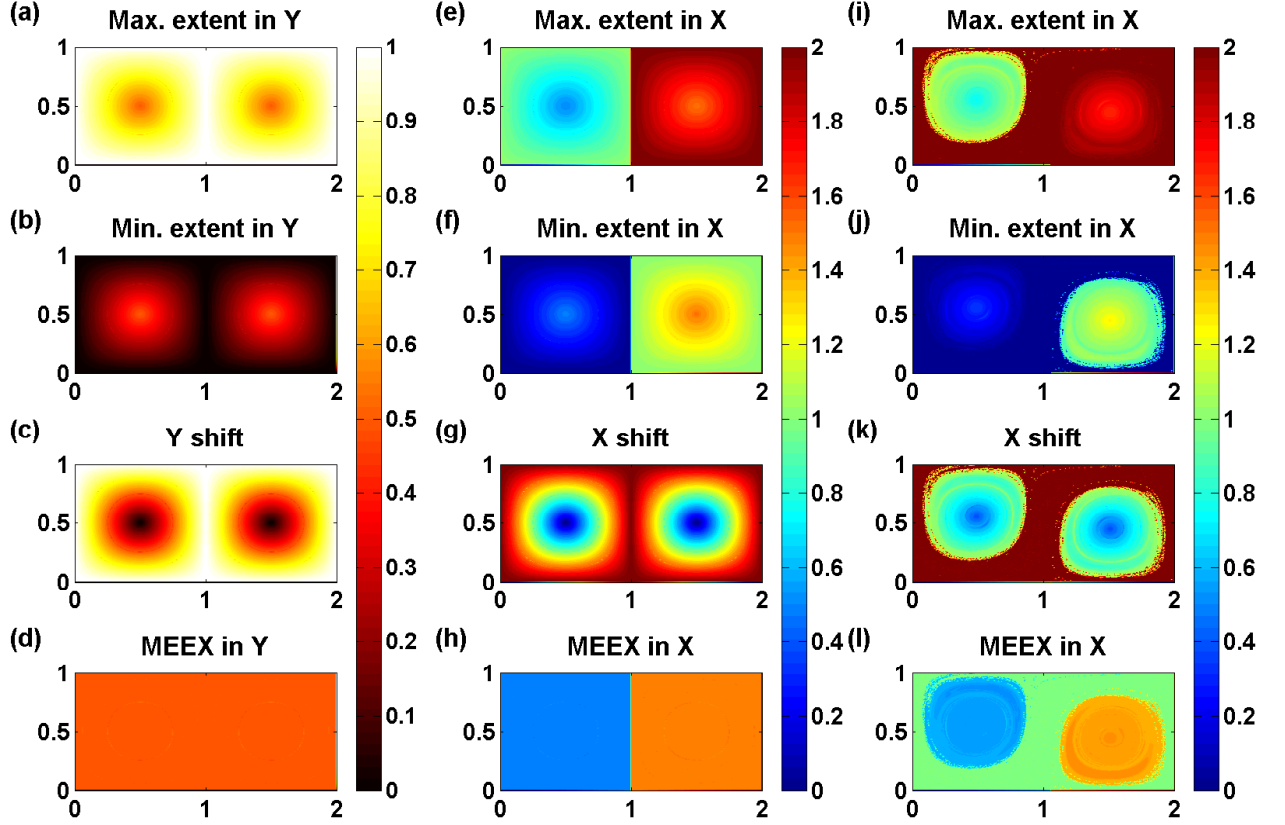 (a) Max. extent in Y
1
0.5
0
0 1 2
(b) Min. extent in Y
1
0.5
0
0 1 2
(c) Y shift
1
0.5
0
0 1 2
(d) MEEX in Y
1
0.5
0
0 1 2
1
0.9
0.8
0.7
0.6
0.5
0.4
0.3
0.2
0.1
0
(e) Max. extent in X
1
0.5
0
0 1 2
(f) Min. extent in X
1
0.5
0
0 1 2
(g) X shift
1
0.5
0
0 1 2
(h) MEEX in X
1
0.5
0
0 1 2
2
1.8
1.6
1.4
1.2
1
0.8
0.6
0.4
0.2
0
(i) Max. extent in X
1
0.5
0
0 1 2
(j) Min. extent in X
1
0.5
0
0 1 2
(k) X shift
1
0.5
0
0 1 2
(l) MEEX in X
1
0.5
0
0 1 2
2
1.8
1.6
1.4
1.2
1
0.8
0.6
0.4
0.2
0